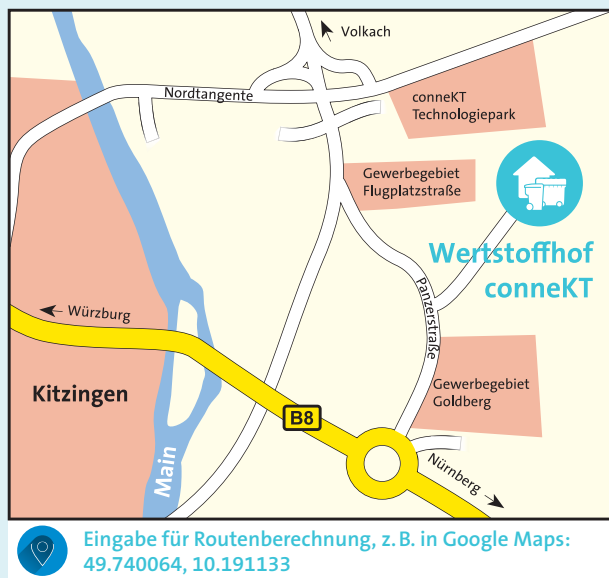 Volkach
Nordtangente
conneKT
Technologiepark
Gewerbegebiet
Flugplatzstraße
Wertstoffhof
conneKT
Würzburg
Panzerstraße
Kitzingen
Gewerbegebiet
Goldberg
B8
Main
Nürnberg
Eingabe für Routenberechnung, z. B. in Google Maps:
49.740064, 10.191133